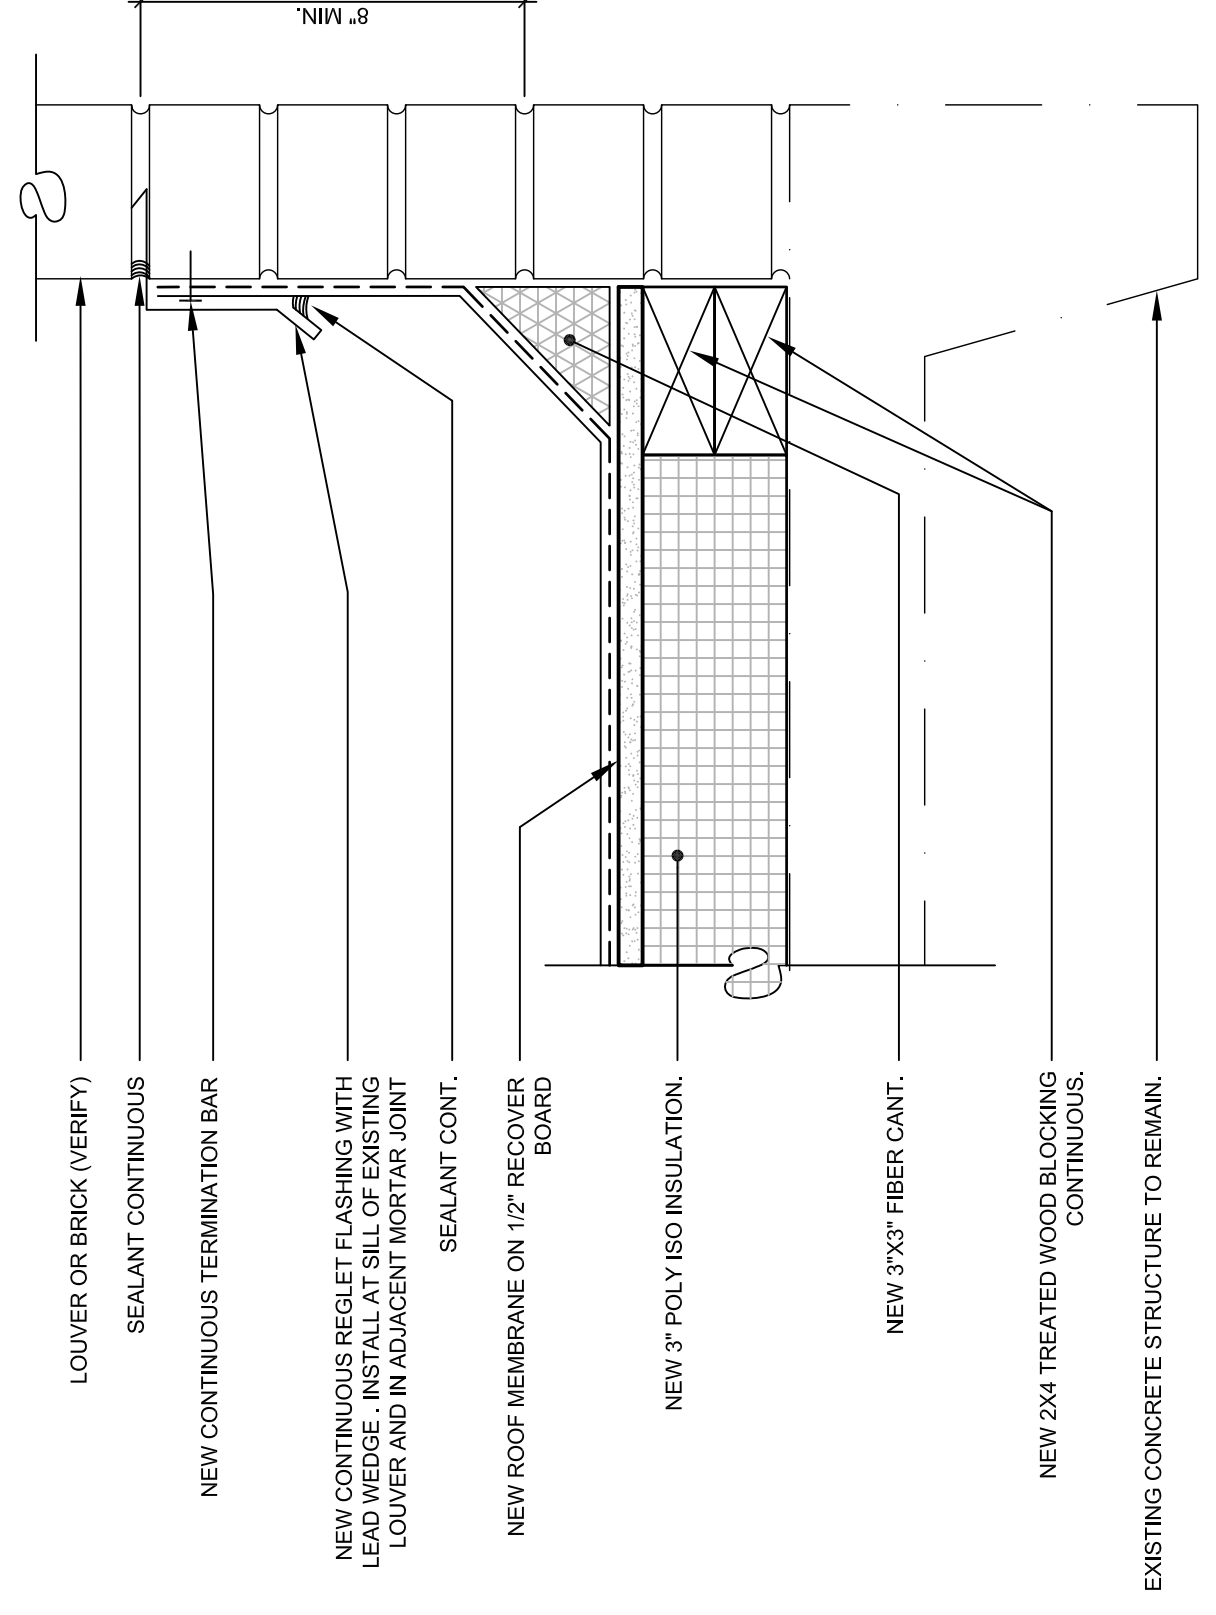 8" MIN.
LOUVER OR BRICK (VERIFY)
SEALANT CONTINUOUS
NEW CONTINUOUS TERMINATION BAR
NEW CONTINUOUS REGLET FLASHING WITH
LEAD WEDGE . INSTALL AT SILL OF EXISTING
LOUVER AND IN ADJACENT MORTAR JOINT
SEALANT CONT.
NEW ROOF MEMBRANE ON 1/2" RECOVER
BOARD
NEW 3" POLY ISO INSULATION.
NEW 3"X3" FIBER CANT.
NEW 2X4 TREATED WOOD BLOCKING
CONTINUOUS.
EXISTING CONCRETE STRUCTURE TO REMAIN.